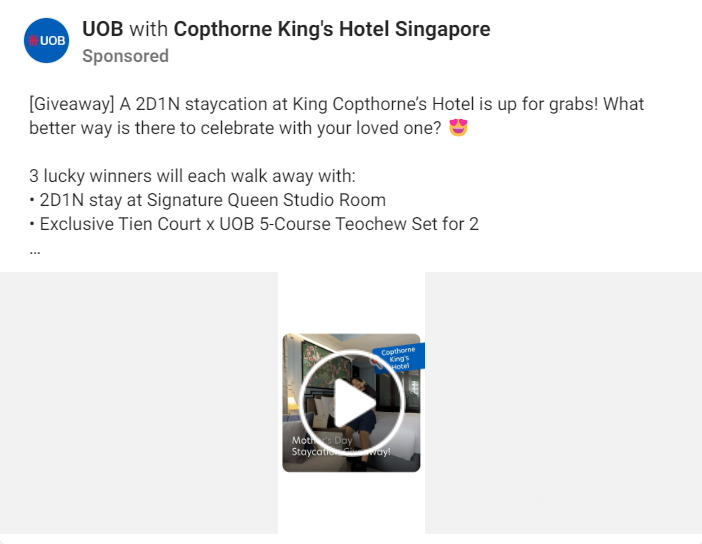 UOB
UOB with Copthorne King's Hotel Singapore
Sponsored
[Giveaway] A 2D1N staycation at King Copthorne’s Hotel is up for grabs! What
better way is there to celebrate with your loved one? 😍
3 lucky winners will each walk away with:
• 2D1N stay at Signature Queen Studio Room
• Exclusive Tien Court x UOB 5-Course Teochew Set for 2
...
Copthorne
King's
Hotel
Mother's Day
Staycation Giveaway!